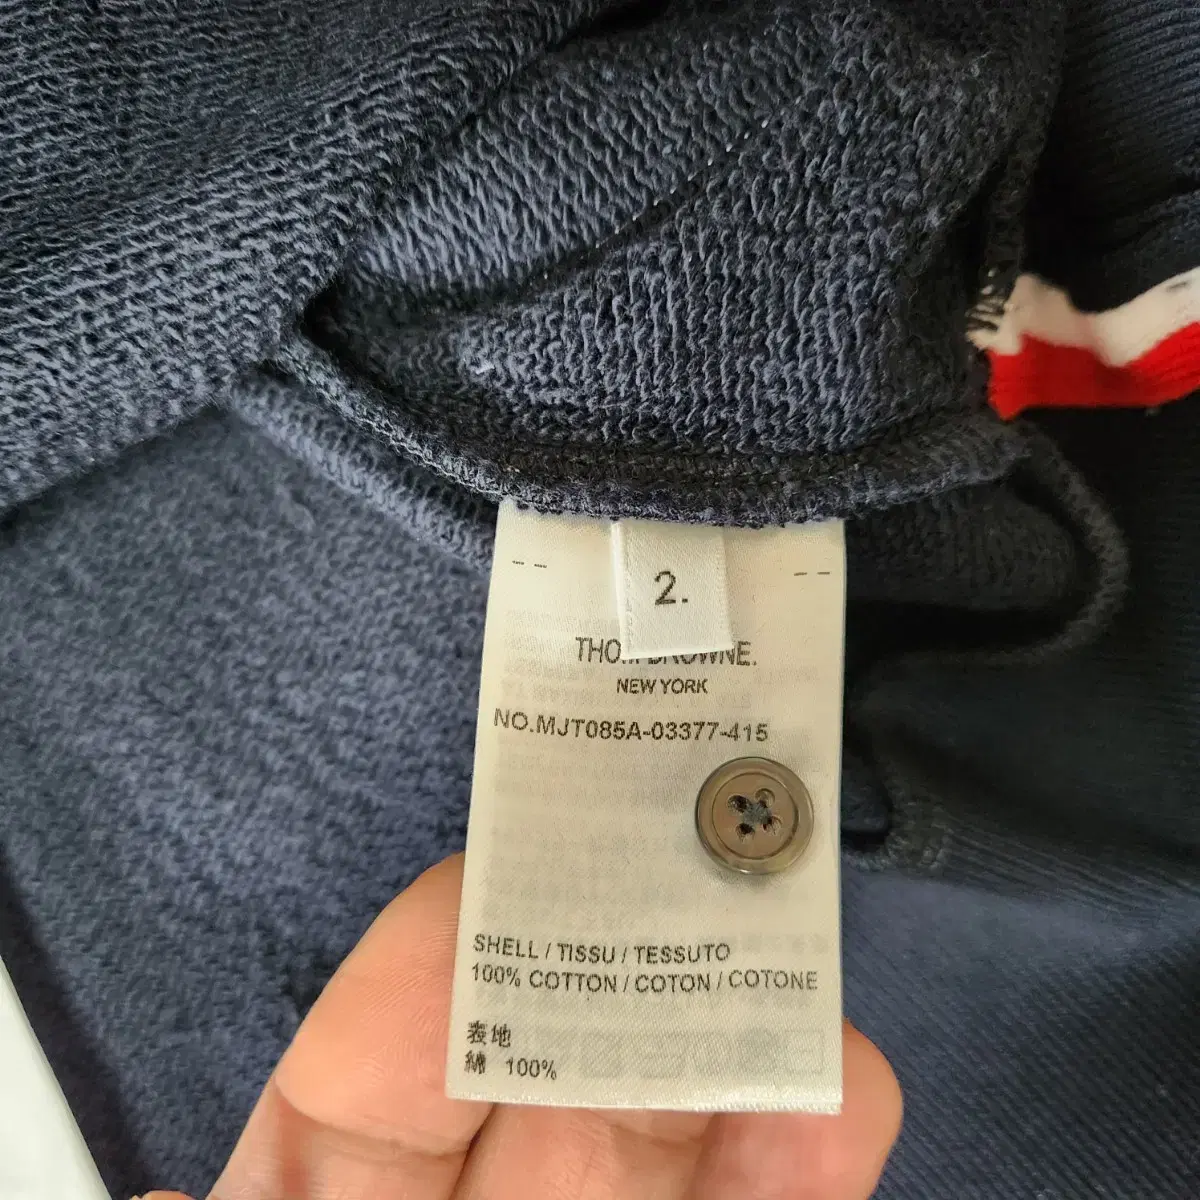 2.
THOM BROWNE.
NEW YORK
NO.MJT085A-03377-415
SHELL / TISSU / TESSUTO
100% COTTON / COTON / COTONE
表地
綿 100%